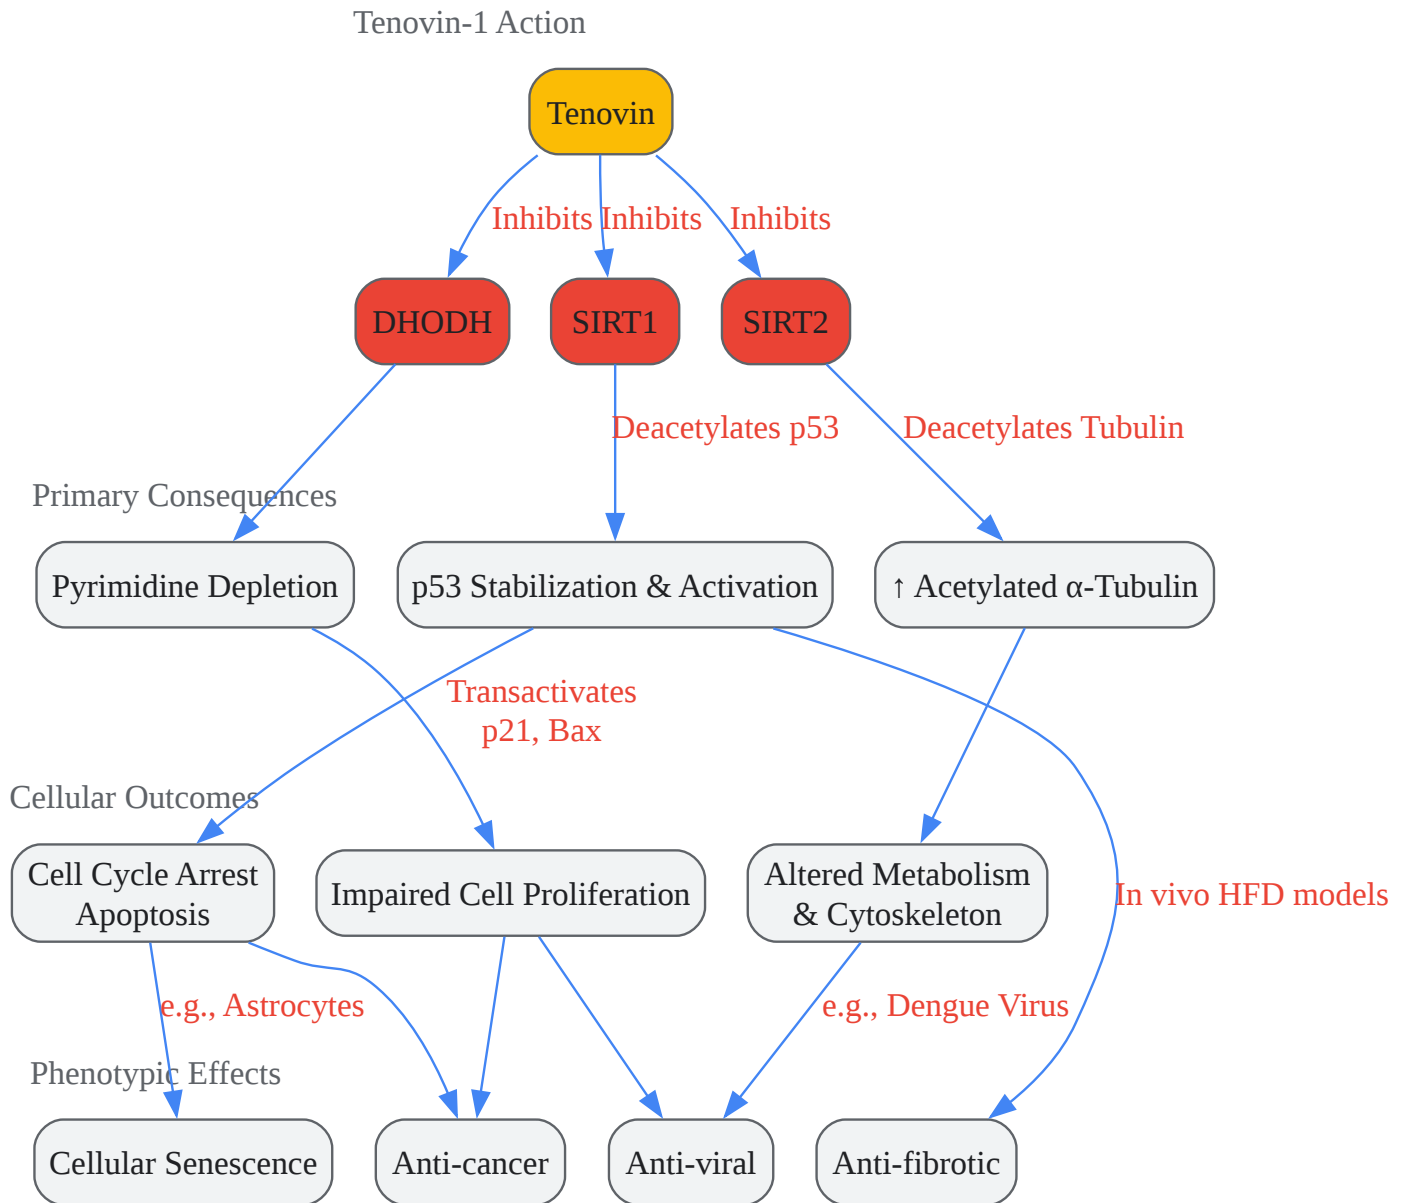 Tenovin-1 Action
Tenovin
Inhibits
Inhibits
Inhibits
DHODH
SIRT1
SIRT2
Deacetylates p53
Deacetylates Tubulin
Primary Consequences
Pyrimidine Depletion
p53 Stabilization & Activation
↑ Acetylated α-Tubulin
Transactivates
p21, Bax
Cellular Outcomes
Cell Cycle Arrest
Apoptosis
Impaired Cell Proliferation
Altered Metabolism
& Cytoskeleton
In vivo HFD models
e.g., Astrocytes
e.g., Dengue Virus
Phenotypic Effects
Cellular Senescence
Anti-cancer
Anti-viral
Anti-fibrotic